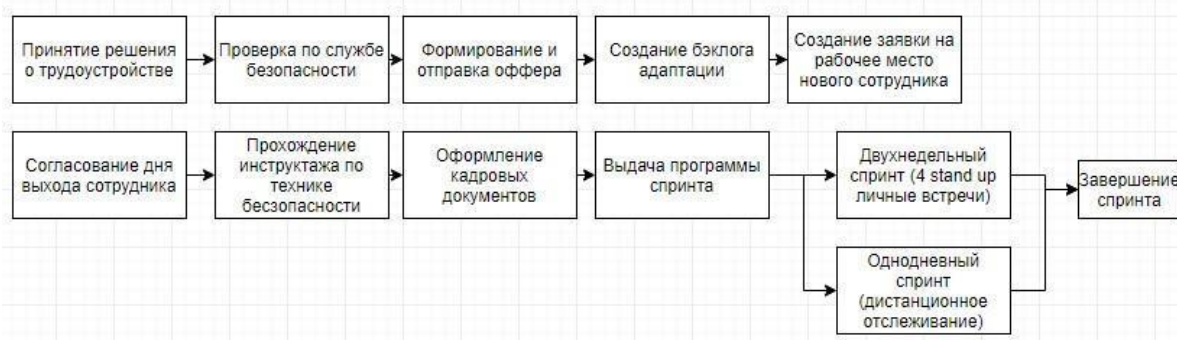 Принятие решения
о трудоустройстве
Проверка по службе
безопасности
Формирование и
отправка оффера
Создание бэклога
адаптации
Создание заявки на
рабочее место
нового сотрудника
Согласование дня
выхода сотрудника
Прохождение
инструктажа по
технике
бесзопасности
Оформление
кадровых
документов
Выдача программы
спринта
Двухнедельный
спринт (4 stand up
личные встречи)
Однодневный
спринт
(дистанционное
отслеживание)
Завершение
спринта